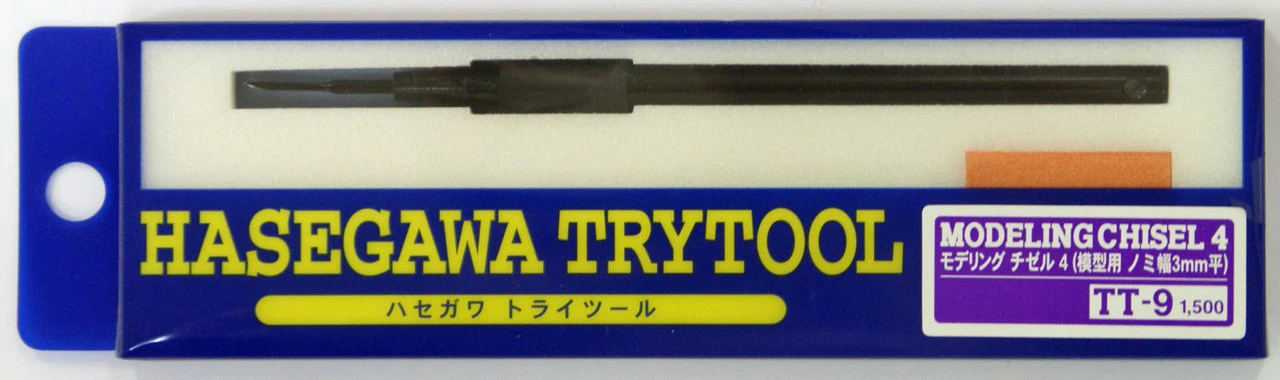 HASEGAWA TRYTOOL
ハセガワ トライツール
MODELING CHISEL 4
モデリング チゼル 4 (模型用 ノミ幅3mm平)
TT-9 1,500